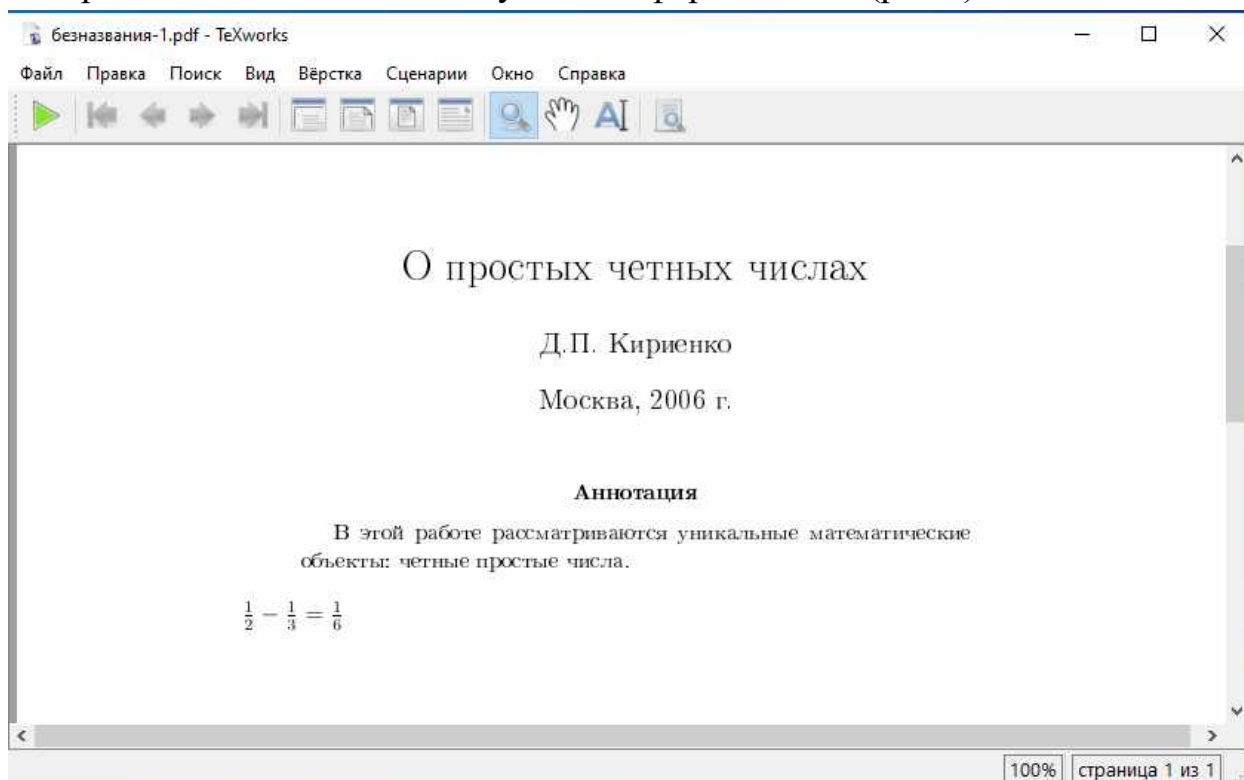 безназвания-1.pdf - TeXworks
Файл Правка Поиск Вид Вёрстка Сценарии Окно Справка
О простых четных числах
Д.П. Кириенко
Москва, 2006 г.
Аннотация
В этой работе рассматриваются уникальные математические
объекты: четные простые числа.
1/2 − 1/3 = 1/6
100% страница 1 из 1